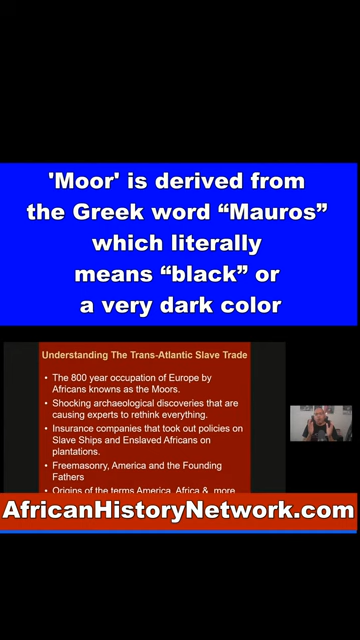 'Moor' is derived from
the Greek word “Mauros”
which literally
means “black” or
a very dark color
Understanding The Trans-Atlantic Slave Trade
• The 800 year occupation of Europe by
Africans knowns as the Moors.
• Shocking archaeological discoveries that are
causing experts to rethink everything.
• Insurance companies that took out policies on
Slave Ships and Enslaved Africans on
plantations.
• Freemasonry, America and the Founding
Fathers
• Origins of the terms America, Africa & more
AfricanHistoryNetwork.com